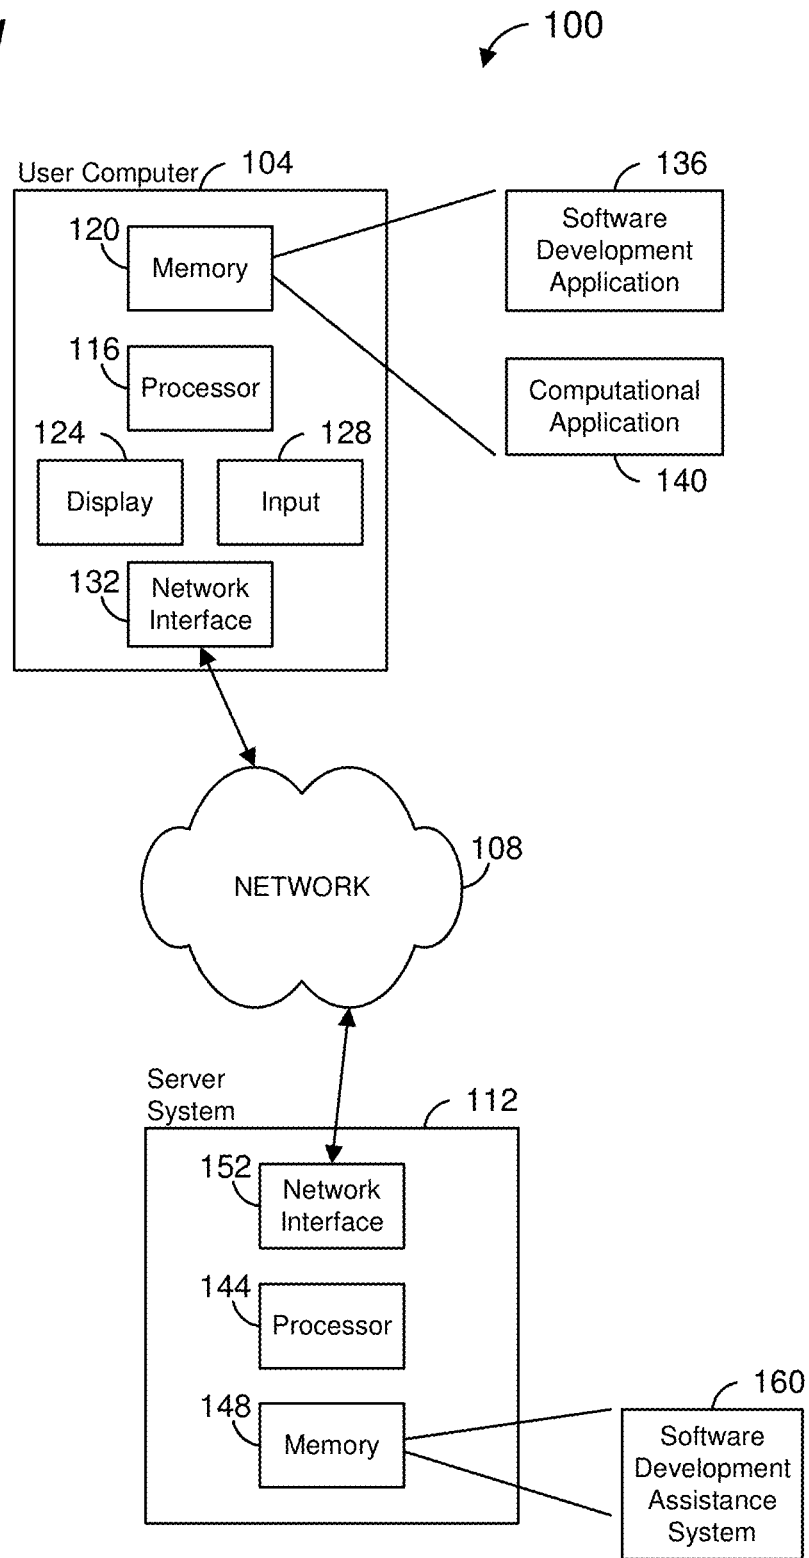 100
User Computer
104
120
Memory
136
Software
Development
Application
116
Processor
Computational
Application
140
124
128
Display
Input
132
Network
Interface
NETWORK
108
Server
System
112
152
Network
Interface
144
Processor
148
Memory
160
Software
Development
Assistance
System